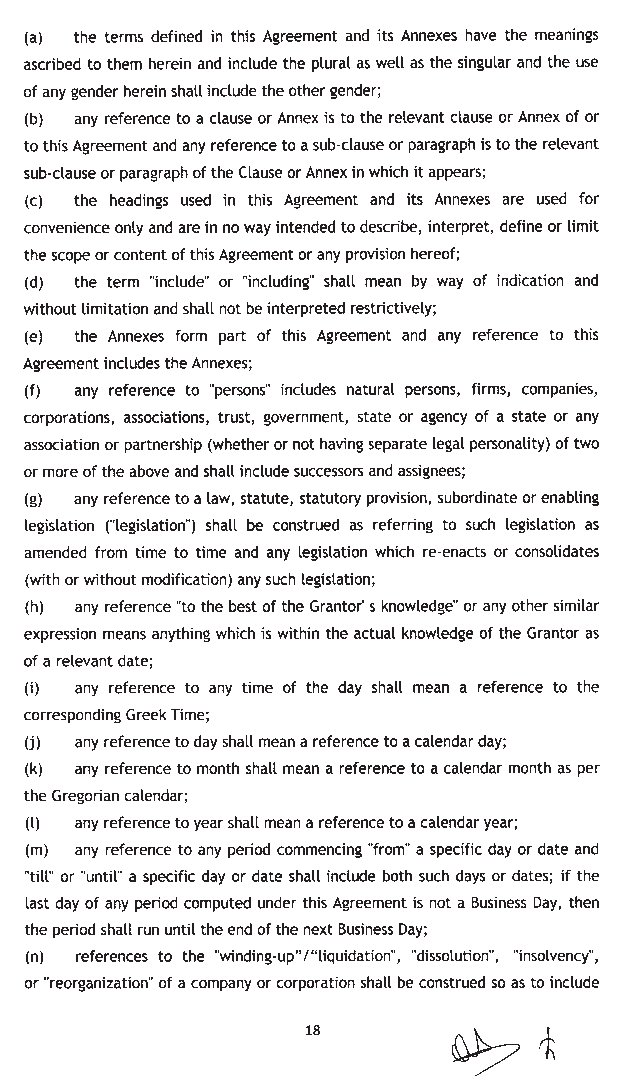 (a) the terms defined in this Agreement and its Annexes have the meanings
ascribed to them herein and include the plural as well as the singular and the use
of any gender herein shall include the other gender;
(b) any reference to a clause or Annex is to the relevant clause or Annex of or
to this Agreement and any reference to a sub-clause or paragraph is to the relevant
sub-clause or paragraph of the Clause or Annex in which it appears;
(c) the headings used in this Agreement and its Annexes are used for
convenience only and are in no way intended to describe, interpret, define or limit
the scope or content of this Agreement or any provision hereof;
(d) the term "include" or "including" shall mean by way of indication and
without limitation and shall not be interpreted restrictively;
(e) the Annexes form part of this Agreement and any reference to this
Agreement includes the Annexes;
(f) any reference to "persons" includes natural persons, firms, companies,
corporations, associations, trust, government, state or agency of a state or any
association or partnership (whether or not having separate legal personality) of two
or more of the above and shall include successors and assignees;
(g) any reference to a law, statute, statutory provision, subordinate or enabling
legislation ("legislation") shall be construed as referring to such legislation as
amended from time to time and any legislation which re-enacts or consolidates
(with or without modification) any such legislation;
(h) any reference "to the best of the Grantor' s knowledge" or any other similar
expression means anything which is within the actual knowledge of the Grantor as
of a relevant date;
(i) any reference to any time of the day shall mean a reference to the
corresponding Greek Time;
(j) any reference to day shall mean a reference to a calendar day;
(k) any reference to month shall mean a reference to a calendar month as per
the Gregorian calendar;
(l) any reference to year shall mean a reference to a calendar year;
(m) any reference to any period commencing "from" a specific day or date and
"till" or "until" a specific day or date shall include both such days or dates; if the
last day of any period computed under this Agreement is not a Business Day, then
the period shall run until the end of the next Business Day;
(n) references to the "winding-up"/"liquidation", "dissolution", "insolvency",
or "reorganization" of a company or corporation shall be construed so as to include
18